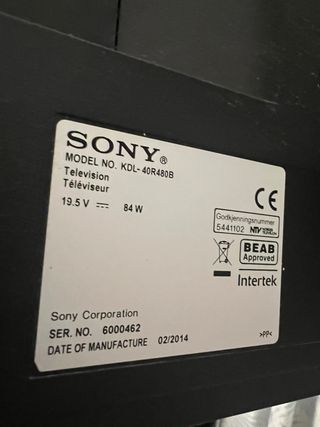 SONY®
MODEL NO. KDL-40R480B
Television
Téléviseur
19.5 V ⎓ 84 W
CE
Godkjenningsnummer
5441102
BEAB
Approved
Intertek
Sony Corporation
SER. NO. 6000462
DATE OF MANUFACTURE 02/2014
>PP<